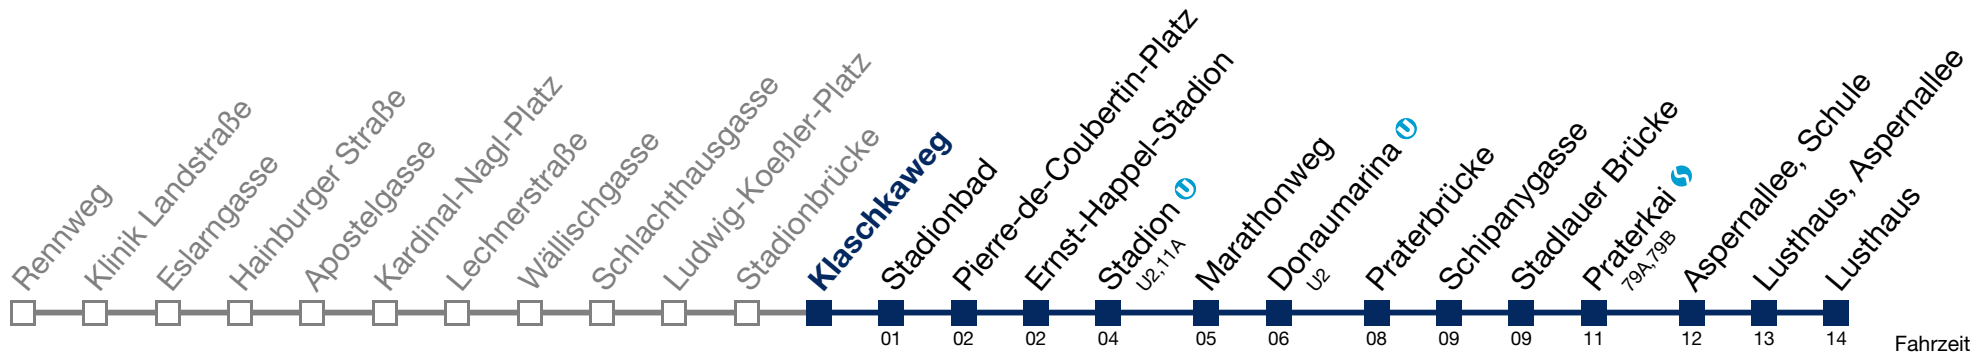 Rennweg
Klinik Landstraße
Eslarngasse
Hainburger Straße
Apostelgasse
Kardinal-Nagl-Platz
Lechnerstraße
Wällischgasse
Schlachthausgasse
Ludwig-Koeßler-Platz
Stadionbrücke
Klaschkaweg
Stadionbad
Pierre-de-Coubertin-Platz
Ernst-Happel-Stadion
Stadion U
U2,11A
Marathonweg
Donaumarina U
U2
Praterbrücke
Schipanygasse
Stadlauer Brücke
Praterkai S
79A,79B
Aspernallee, Schule
Lusthaus, Aspernallee
Lusthaus
01 02 02 04 05 06 08 09 09 11 12 13 14 Fahrzeit